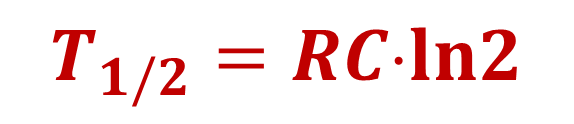 T1/2 = RC·ln2